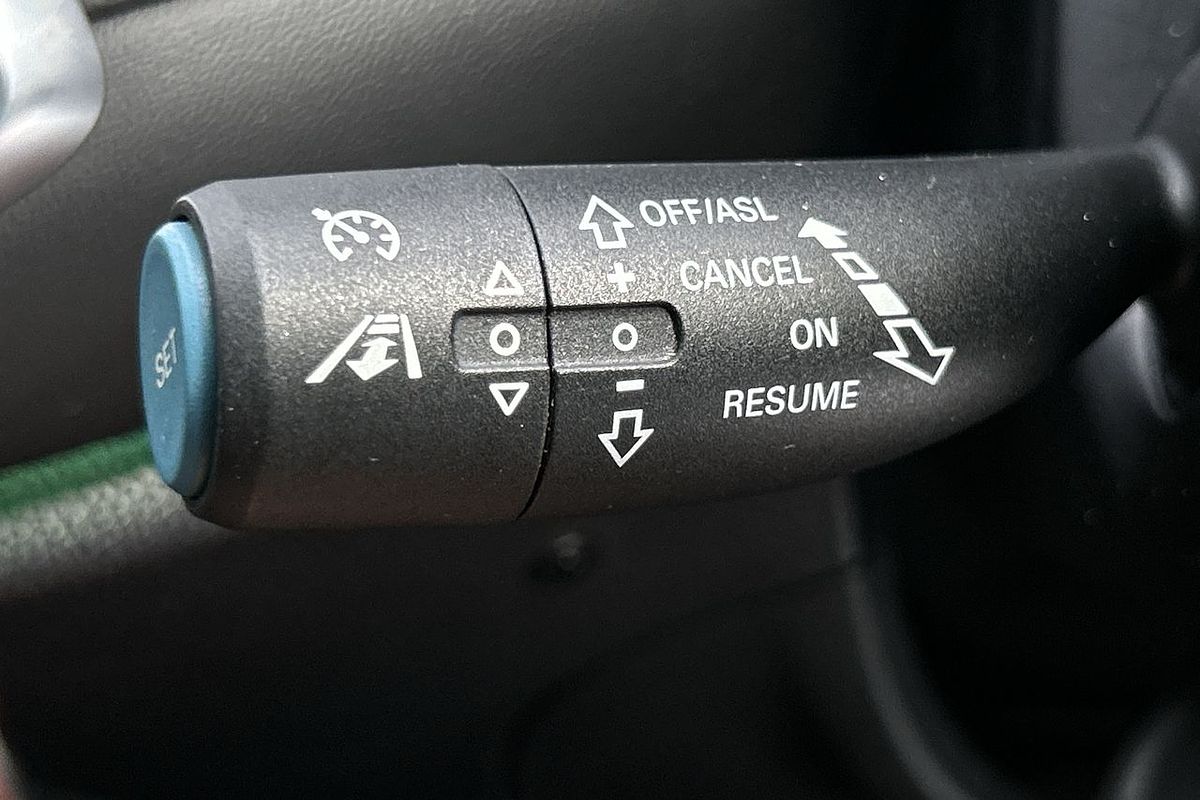 SET
OFF/ASL
+ CANCEL
ON
-
RESUME